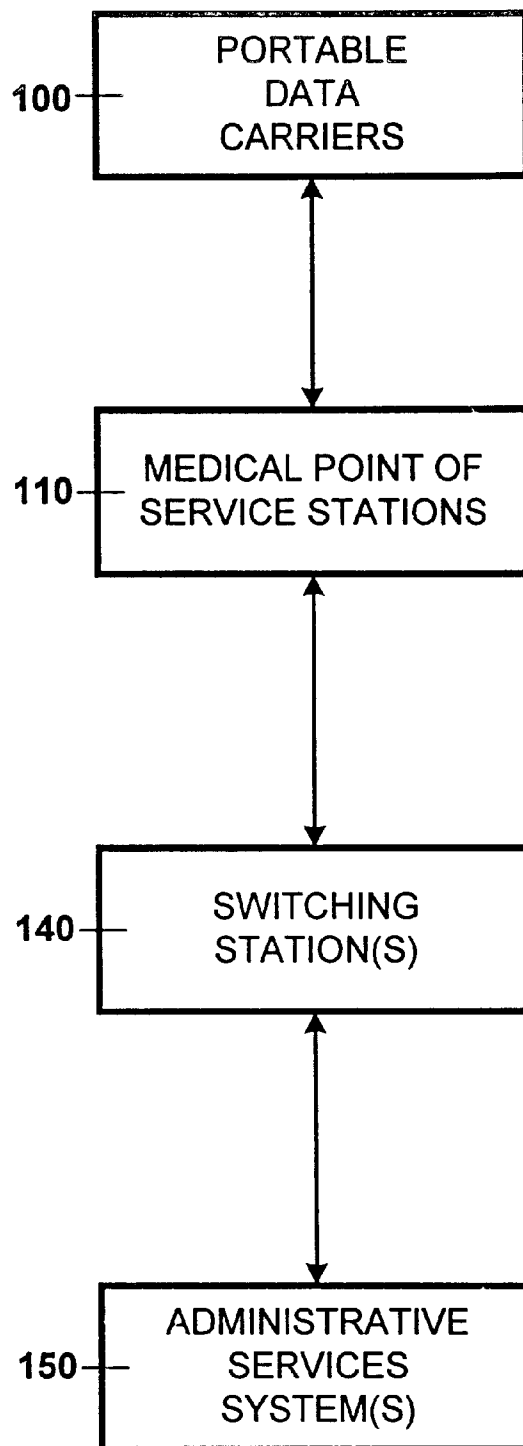 PORTABLE
DATA
CARRIERS
100
MEDICAL POINT OF
SERVICE STATIONS
110
SWITCHING
STATION(S)
140
ADMINISTRATIVE
SERVICES
SYSTEM(S)
150